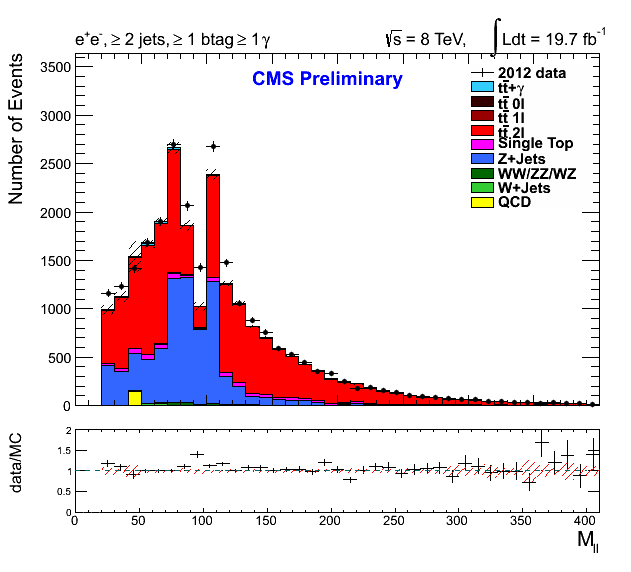 e⁺e⁻, ≥ 2 jets, ≥ 1 btag ≥ 1 γ
√s = 8 TeV, ∫ Ldt = 19.7 fb⁻¹
CMS Preliminary
Number of Events
3500
3000
2500
2000
1500
1000
500
0
2012 data
tt̄+γ
tt̄ 0l
tt̄ 1l
tt̄ 2l
Single Top
Z+Jets
WW/ZZ/WZ
W+Jets
QCD
data/MC
2
1.5
1
0.5
0
0 50 100 150 200 250 300 350 400
M_ll